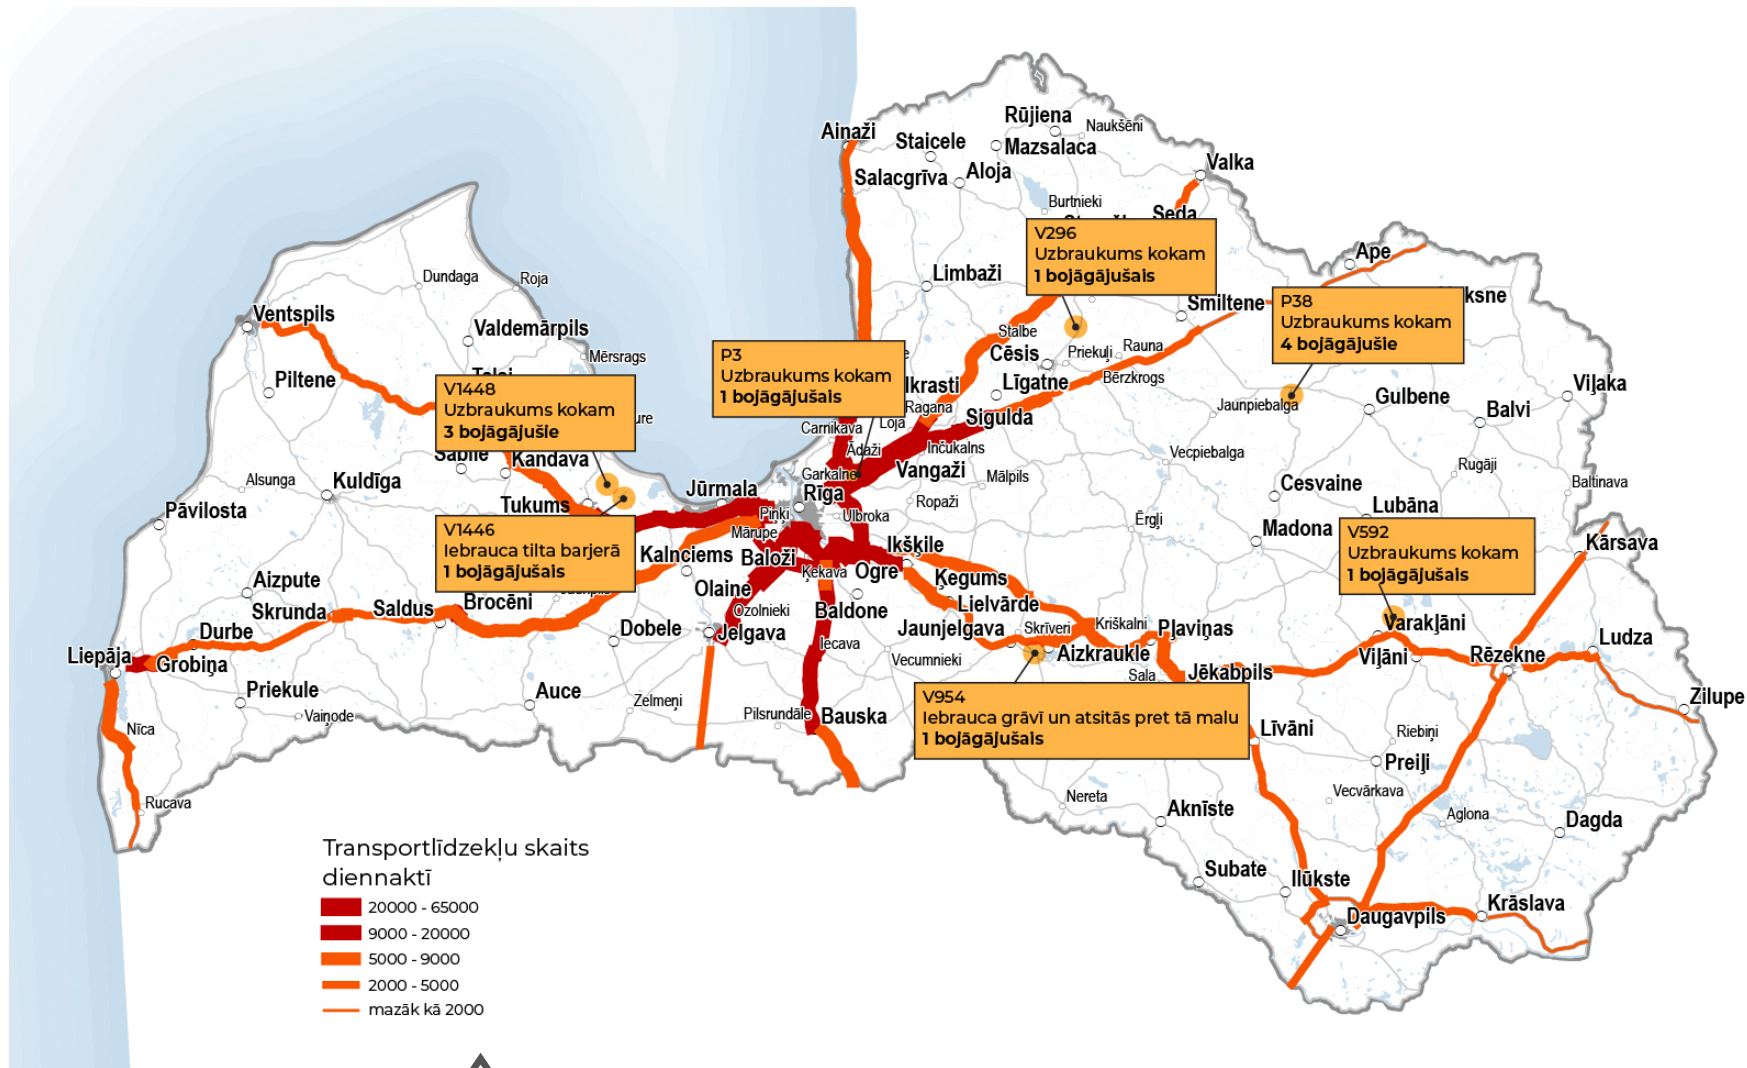 Rūjiena
Naukšēni
Ainaži
Staicele
Mazsalaca
Valka
Salacgrīva
Aloja
Burtnieki
Seda
V296
Uzbraukums kokam
1 bojāgājušais
Ape
Dundaga
Roja
Limbaži
Smiltene
P38
Uzbraukums kokam
4 bojāgājušie
Ventspils
Valdemārpils
Stalbe
Mērsrags
P3
Uzbraukums kokam
1 bojāgājušais
Cēsis
Priekuļi
Rauna
Piltene
Līgatne
Bērzkrogs
V1448
Uzbraukums kokam
3 bojāgājušie
Ragana
Sigulda
Jaunpiebalga
Gulbene
Viļaka
Balvi
Carnikava
Loja
Ādaži
Inčukalns
Sabile
Kandava
Garkalne
Vangaži
Mālpils
Vecpiebalga
Rugāji
Alsunga
Kuldīga
Jūrmala
Rīga
Ropaži
Cesvaine
Baltinava
Pāvilosta
Tukums
Piņķi
Ulbroka
Ērgļi
Lubāna
Madona
V1446
Iebrauca tilta barjerā
1 bojāgājušais
Mārupe
V592
Uzbraukums kokam
1 bojāgājušais
Kārsava
Kalnciems
Baloži
Ikšķile
Ķekava
Ogre
Ķegums
Aizpute
Olaine
Skrunda
Saldus
Brocēni
Ozolnieki
Baldone
Lielvārde
Durbe
Dobele
Jelgava
Jaunjelgava
Skrīveri
Kriškalni
Pļaviņas
Varakļāni
Ludza
Liepāja
Grobiņa
Iecava
Vecumnieki
Aizkraukle
Viļāni
Rēzekne
Sala
Jēkabpils
Priekule
Auce
Zelmeņi
V954
Iebrauca grāvī un atsitās pret tā malu
1 bojāgājušais
Zilupe
Vaiņode
Pilsrundāle
Bauska
Nīca
Līvāni
Riebiņi
Preiļi
Rucava
Nereta
Vecvārkava
Aknīste
Aglona
Dagda
Transportlīdzekļu skaits
diennaktī
Subate
Ilūkste
20000 - 65000
Krāslava
Daugavpils
9000 - 20000
5000 - 9000
2000 - 5000
mazāk kā 2000